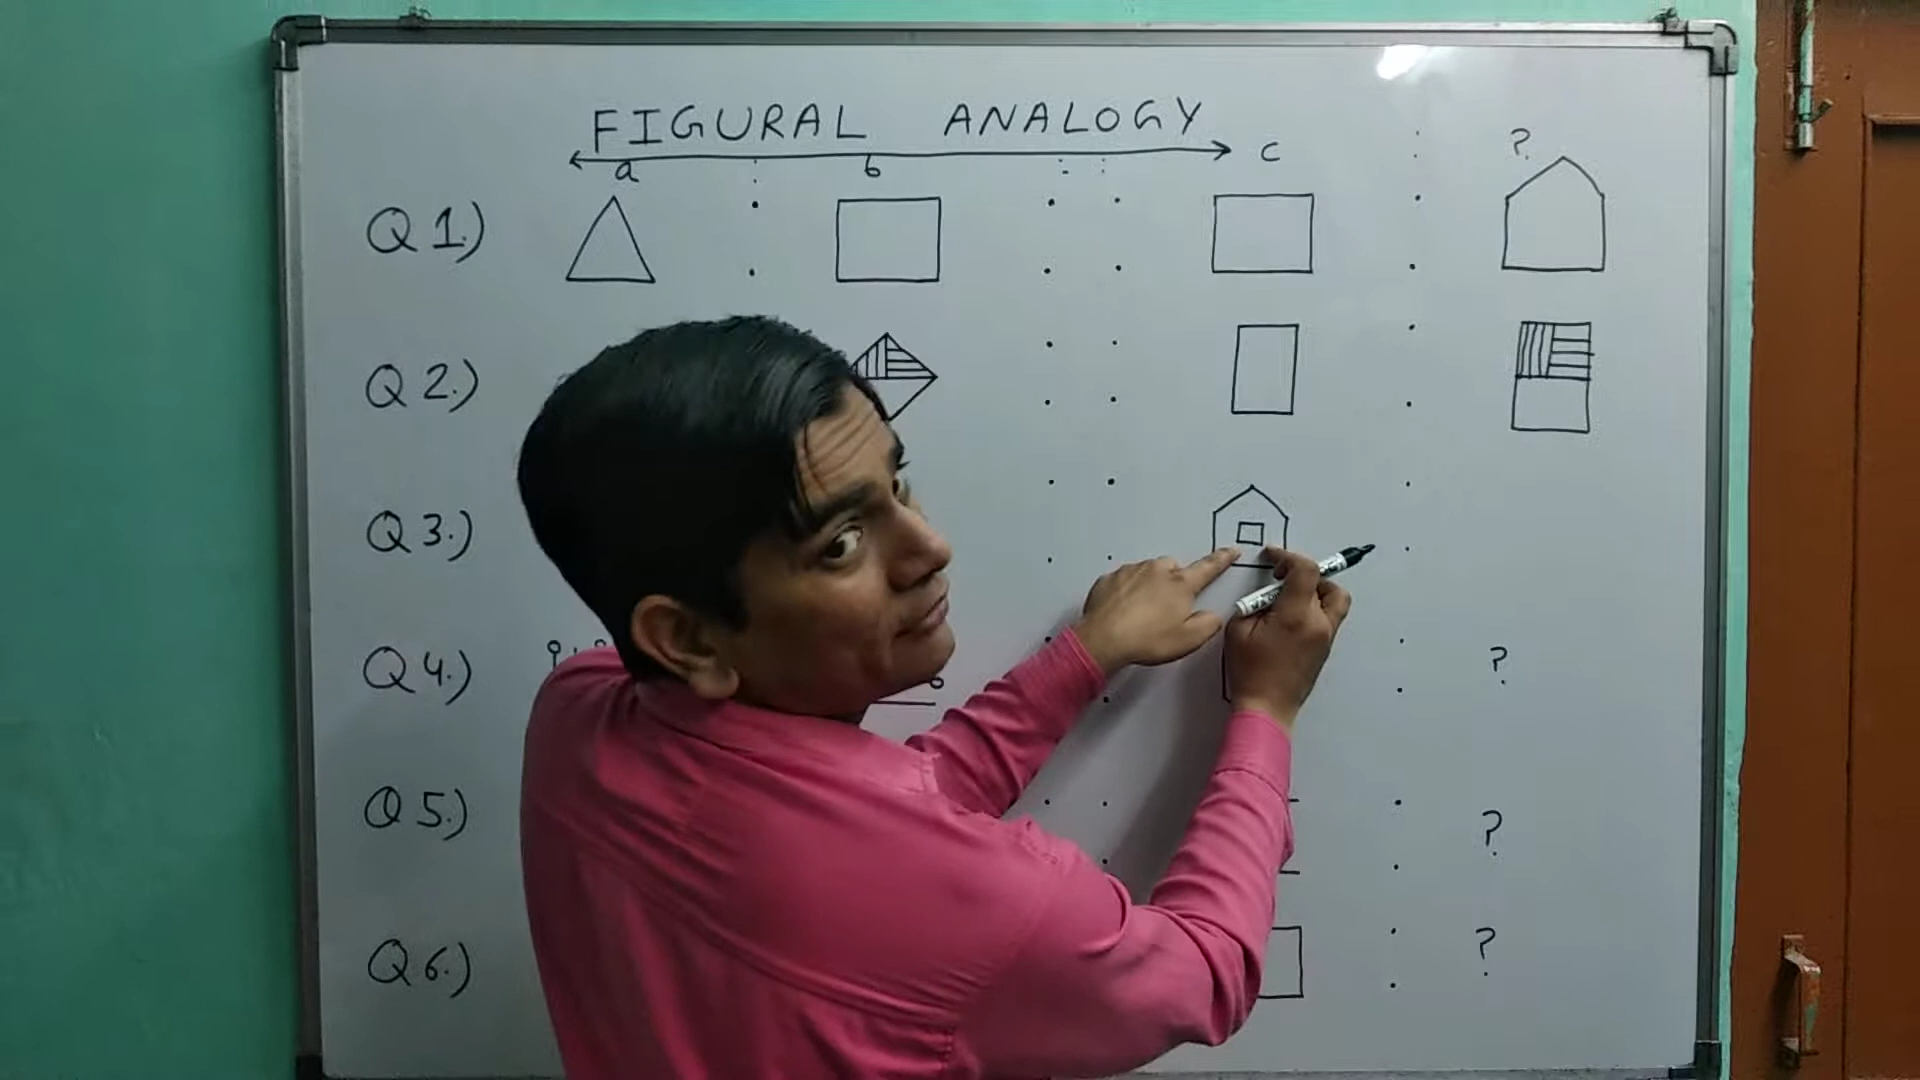 FIGURAL ANALOGY
a : b :: c : ?
Q 1.)
Q 2.)
Q 3.)
Q 4.) ?
Q 5.) ?
Q 6.) ?